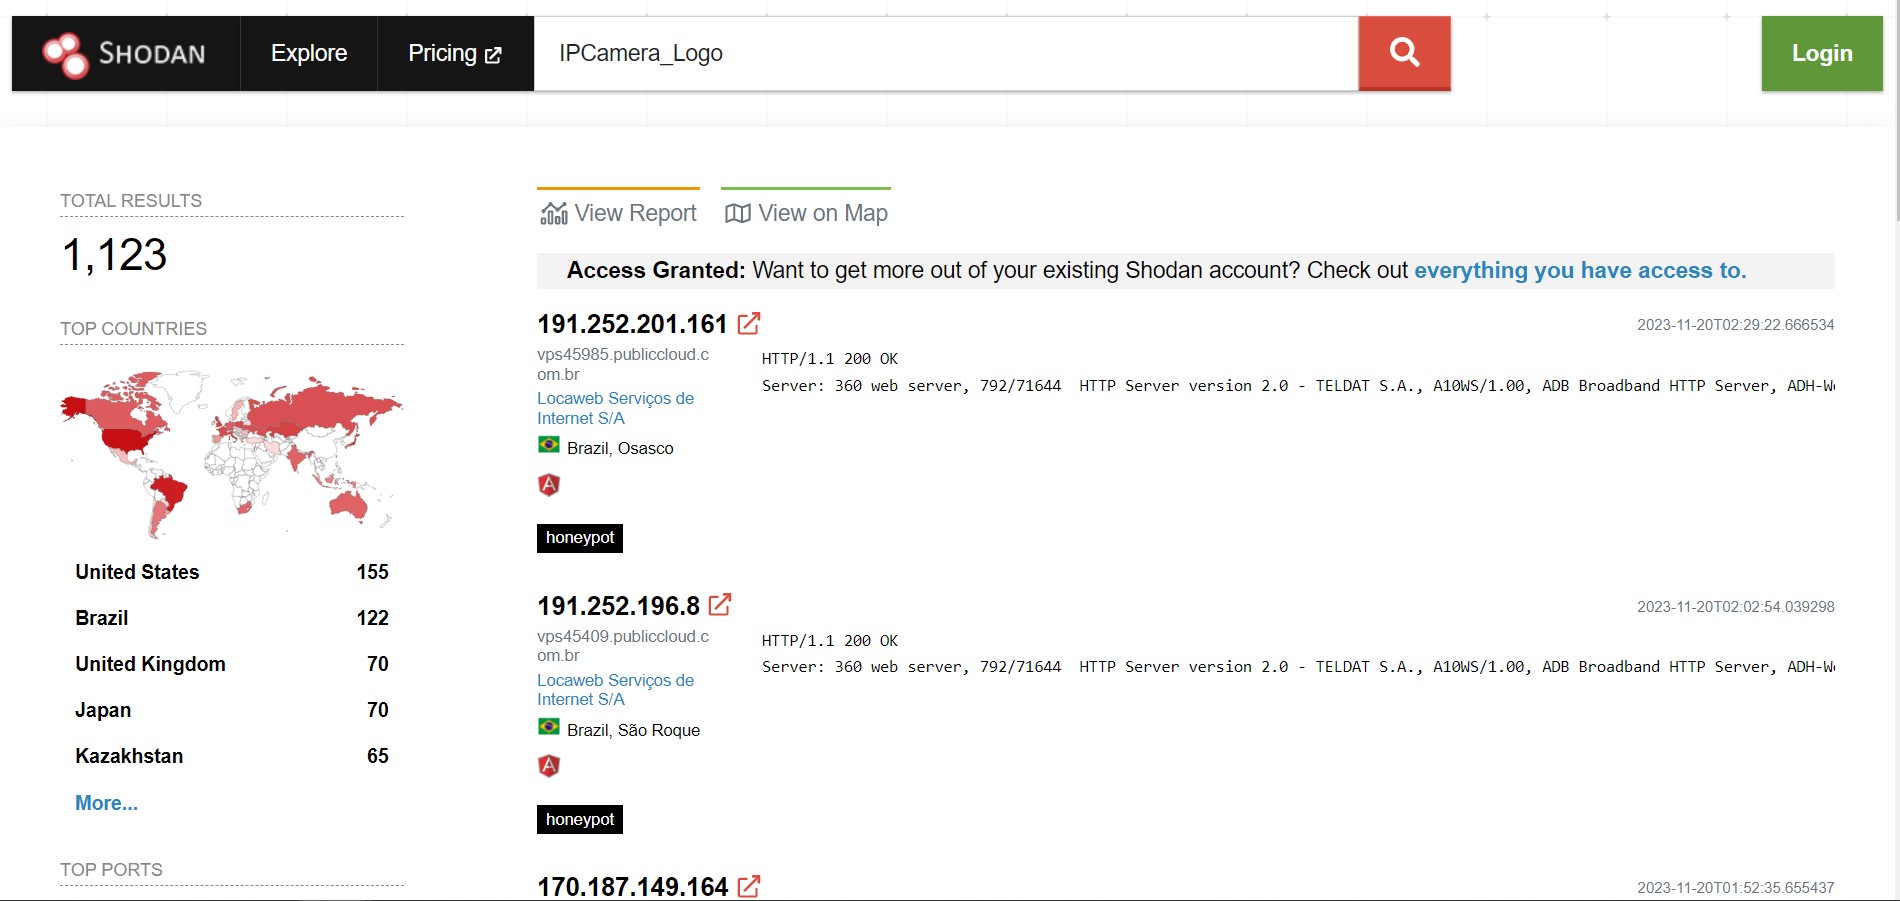 SHODAN Explore Pricing IPCamera_Logo Login
TOTAL RESULTS
1,123
TOP COUNTRIES
United States 155
Brazil 122
United Kingdom 70
Japan 70
Kazakhstan 65
More...
TOP PORTS
View Report View on Map
Access Granted: Want to get more out of your existing Shodan account? Check out everything you have access to.
191.252.201.161
2023-11-20T02:29:22.666534
vps45985.publiccloud.c
om.br
Locaweb Serviços de
Internet S/A
Brazil, Osasco
honeypot
HTTP/1.1 200 OK
Server: 360 web server, 792/71644 HTTP Server version 2.0 - TELDAT S.A., A10WS/1.00, ADB Broadband HTTP Server, ADH-We
191.252.196.8
2023-11-20T02:02:54.039298
vps45409.publiccloud.c
om.br
Locaweb Serviços de
Internet S/A
Brazil, São Roque
honeypot
HTTP/1.1 200 OK
Server: 360 web server, 792/71644 HTTP Server version 2.0 - TELDAT S.A., A10WS/1.00, ADB Broadband HTTP Server, ADH-We
170.187.149.164
2023-11-20T01:52:35.655437